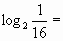 log₂ 1/16 =